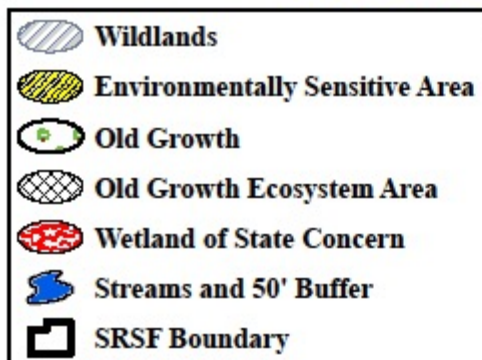 Wildlands
Environmentally Sensitive Area
Old Growth
Old Growth Ecosystem Area
Wetland of State Concern
Streams and 50' Buffer
SRSF Boundary